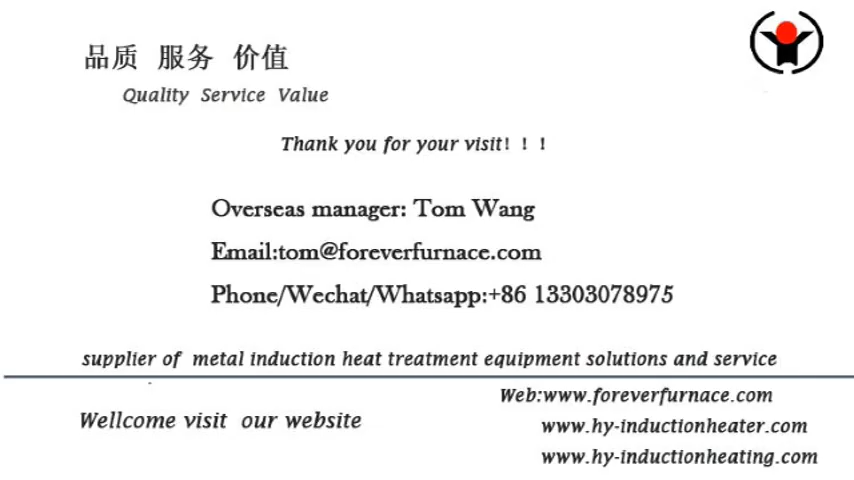 品质 服务 价值
Quality Service Value
Thank you for your visit！！！
Overseas manager: Tom Wang
Email:tom@foreverfurnace.com
Phone/Wechat/Whatsapp:+86 13303078975
supplier of metal induction heat treatment equipment solutions and service
Web:www.foreverfurnace.com
Wellcome visit our website
www.hy-inductionheater.com
www.hy-inductionheating.com